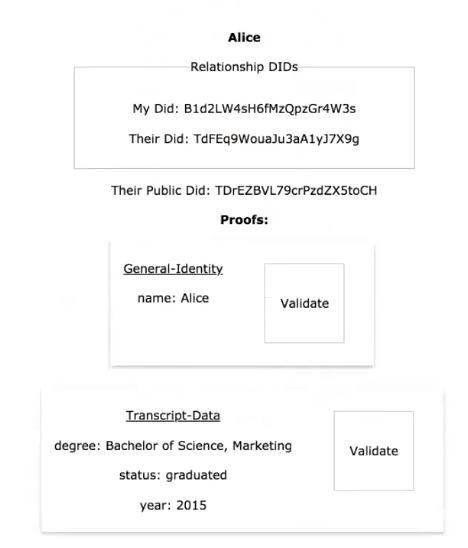 Alice
Relationship DIDs
My Did: B1d2LW4sH6fMzQpzGr4W3s
Their Did: TdFEq9WouaJu3aA1yJ7X9g
Their Public Did: TDrEZBVL79crPzdZX5toCH
Proofs:
General-Identity
name: Alice
Validate
Transcript-Data
degree: Bachelor of Science, Marketing
Validate
status: graduated
year: 2015